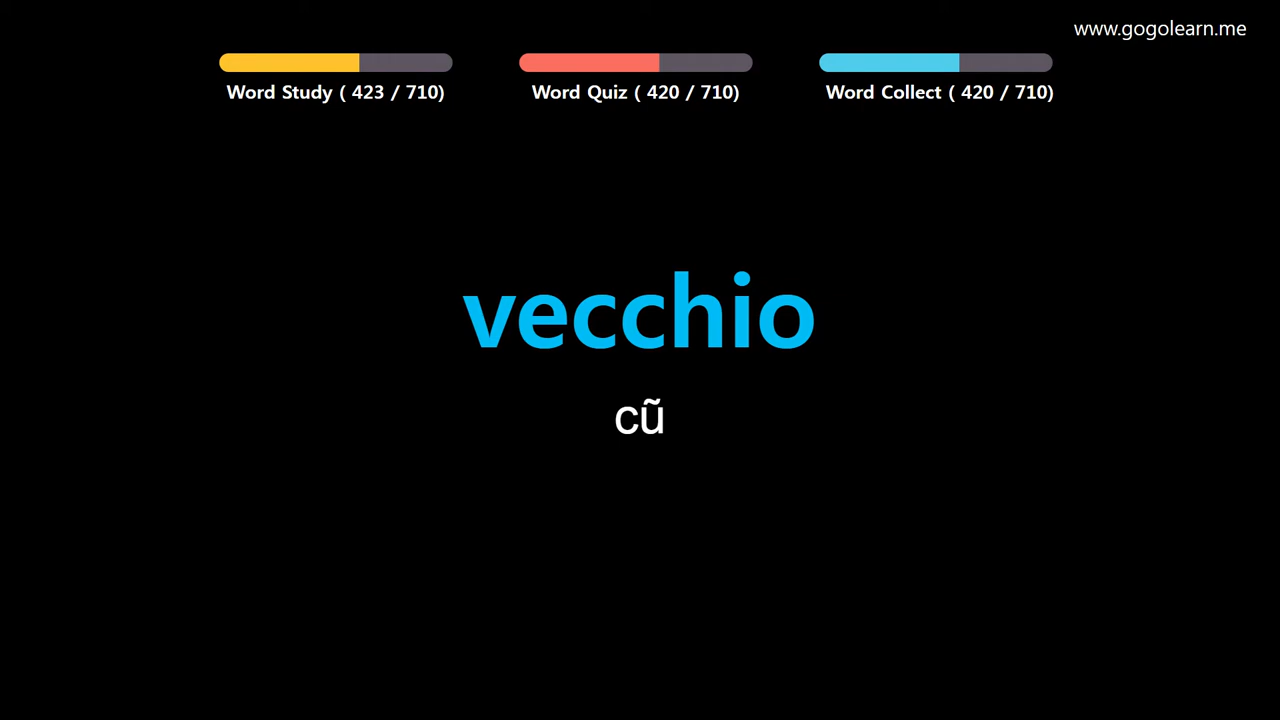 www.gogolearn.me
Word Study ( 423 / 710)
Word Quiz ( 420 / 710)
Word Collect ( 420 / 710)
vecchio
cũ